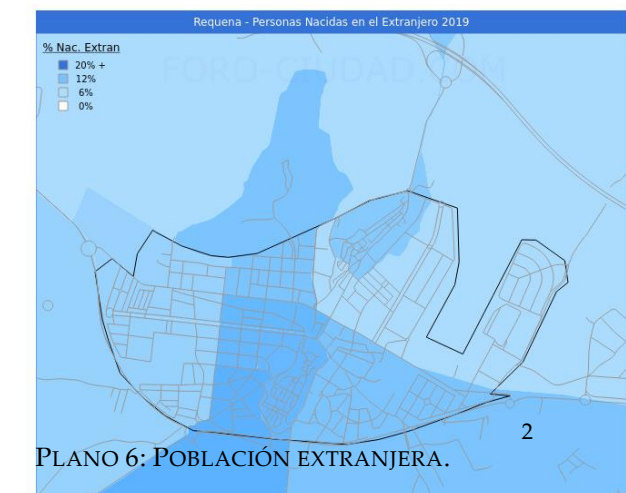 Requena - Personas Nacidas en el Extranjero 2019
% Nac. Extran
20% +
12%
6%
0%
FORO-CIUDAD.COM
2
PLANO 6: POBLACIÓN EXTRANJERA.